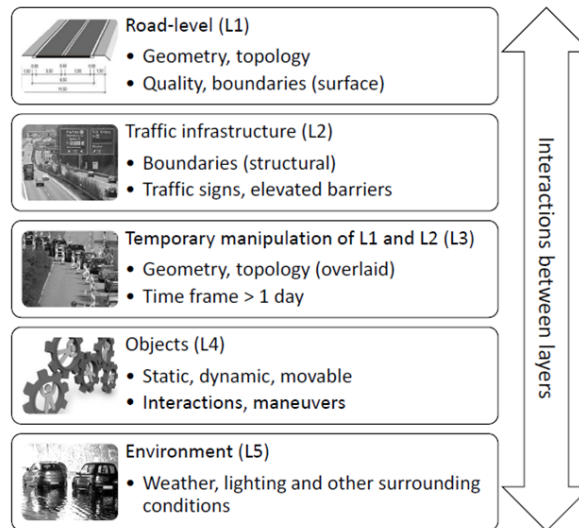 Road-level (L1)
• Geometry, topology
• Quality, boundaries (surface)
Traffic infrastructure (L2)
• Boundaries (structural)
• Traffic signs, elevated barriers
Temporary manipulation of L1 and L2 (L3)
• Geometry, topology (overlaid)
• Time frame > 1 day
Objects (L4)
• Static, dynamic, movable
• Interactions, maneuvers
Environment (L5)
• Weather, lighting and other surrounding
conditions
Interactions between layers